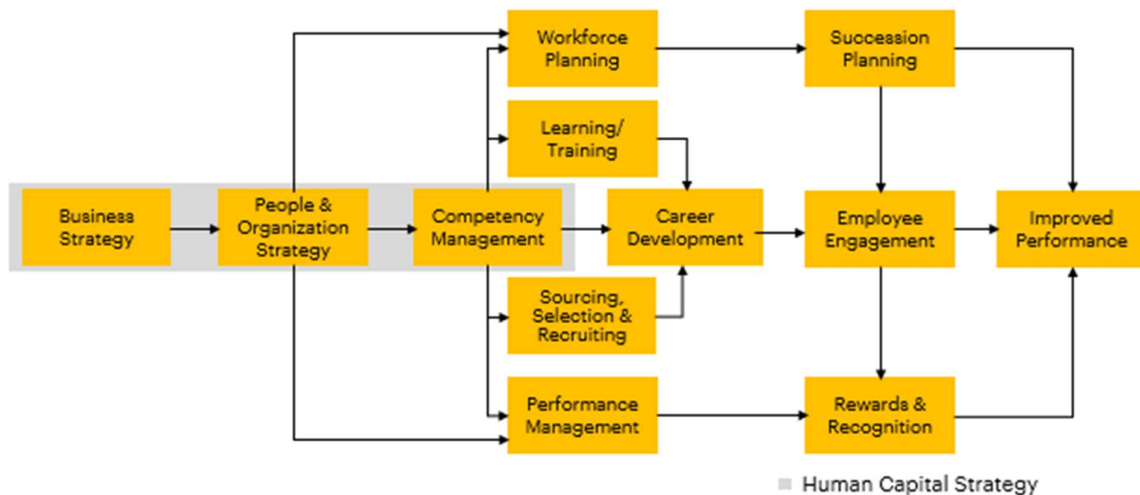 Workforce
Planning
Succession
Planning
Learning/
Training
Business
Strategy
People &
Organization
Strategy
Competency
Management
Career
Development
Employee
Engagement
Improved
Performance
Sourcing,
Selection &
Recruiting
Performance
Management
Rewards &
Recognition
Human Capital Strategy